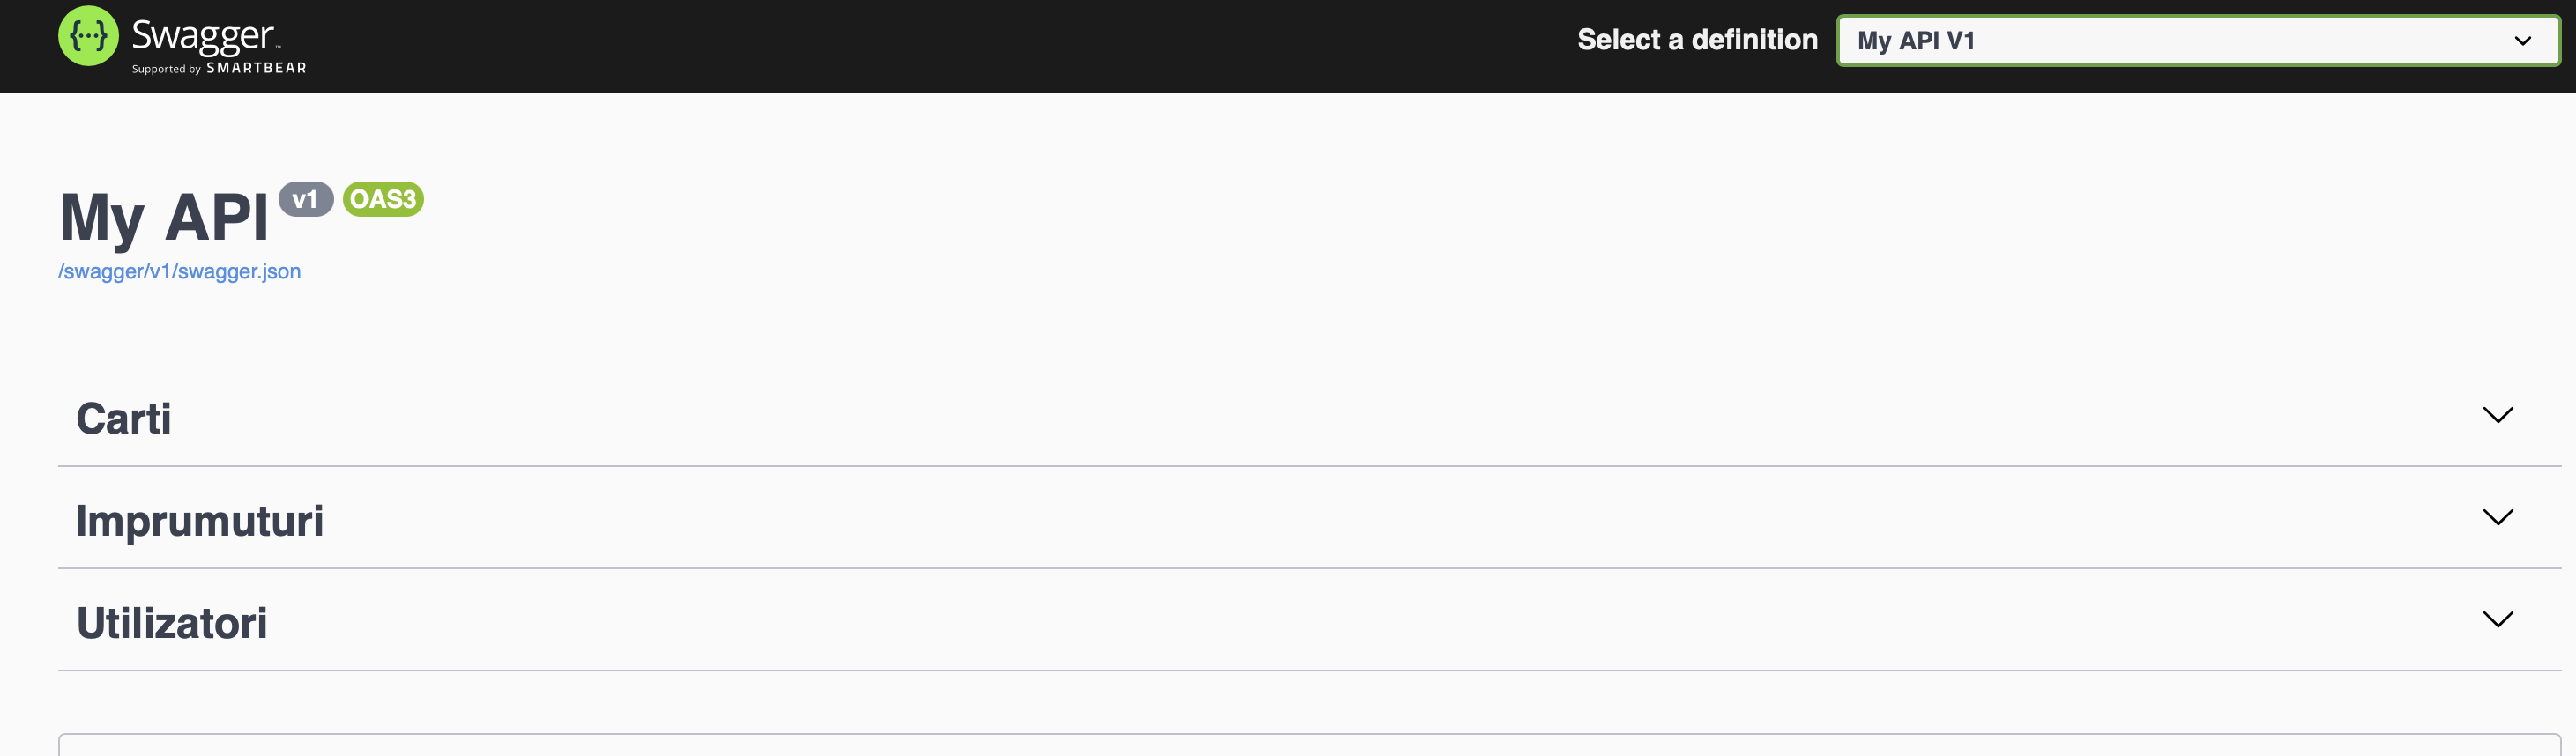 {···} Swagger™
Supported by SMARTBEAR
Select a definition
My API V1
My API v1 OAS3
/swagger/v1/swagger.json
Carti
Imprumuturi
Utilizatori